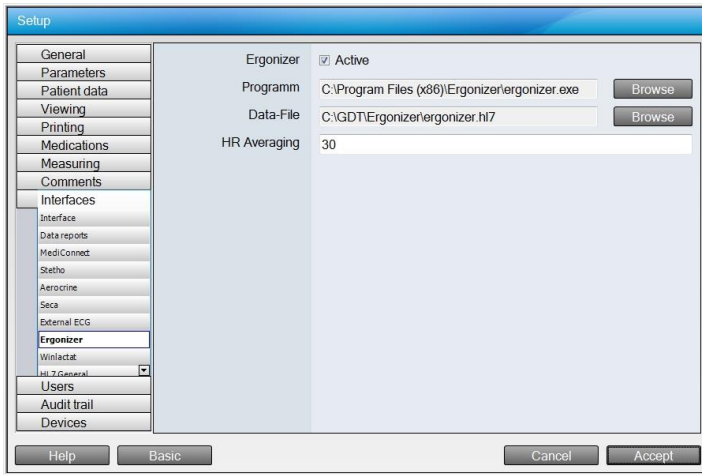 Setup
General
Parameters
Patient data
Viewing
Printing
Medications
Measuring
Comments
Interfaces
Interface
Data reports
MediConnect
Stetho
Aerocrine
Seca
External ECG
Ergonizer
Winlactat
HL7 General
Users
Audit trail
Devices
Ergonizer Active
Programm C:\Program Files (x86)\Ergonizer\ergonizer.exe Browse
Data-File C:\GDT\Ergonizer\ergonizer.hl7 Browse
HR Averaging 30
Help Basic Cancel Accept